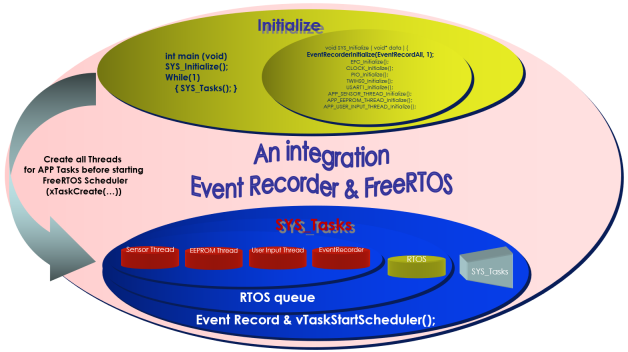 Initialize
int main (void)
SYS_Initialize();
While(1)
{ SYS_Tasks(); }
void SYS_Initialize ( void* data ) {
EventRecorderInitialize(EventRecordAll, 1);
EFC_Initialize();
CLOCK_Initialize();
PIO_Initialize();
TWIHS0_Initialize();
USART1_Initialize();
APP_SENSOR_THREAD_Initialize();
APP_EEPROM_THREAD_Initialize();
APP_USER_INPUT_THREAD_Initialize();
Create all Threads
for APP Tasks before starting
FreeRTOS Scheduler
(xTaskCreate(…))
An integration
Event Recorder & FreeRTOS
SYS_Tasks
Sensor Thread
EEPROM Thread
User Input Thread
EventRecorder
RTOS
SYS_Tasks
RTOS queue
Event Record & vTaskStartScheduler();